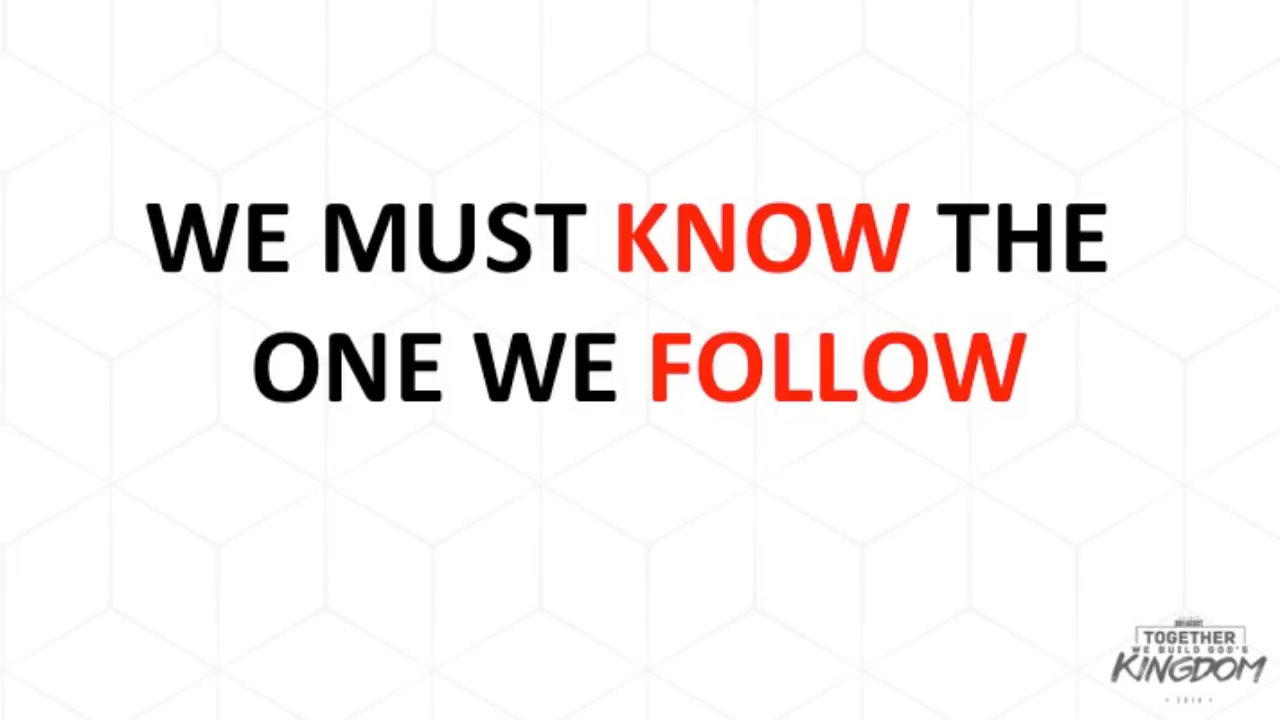 WE MUST KNOW THE
ONE WE FOLLOW
TOGETHER
WE BUILD GOD'S
KINGDOM